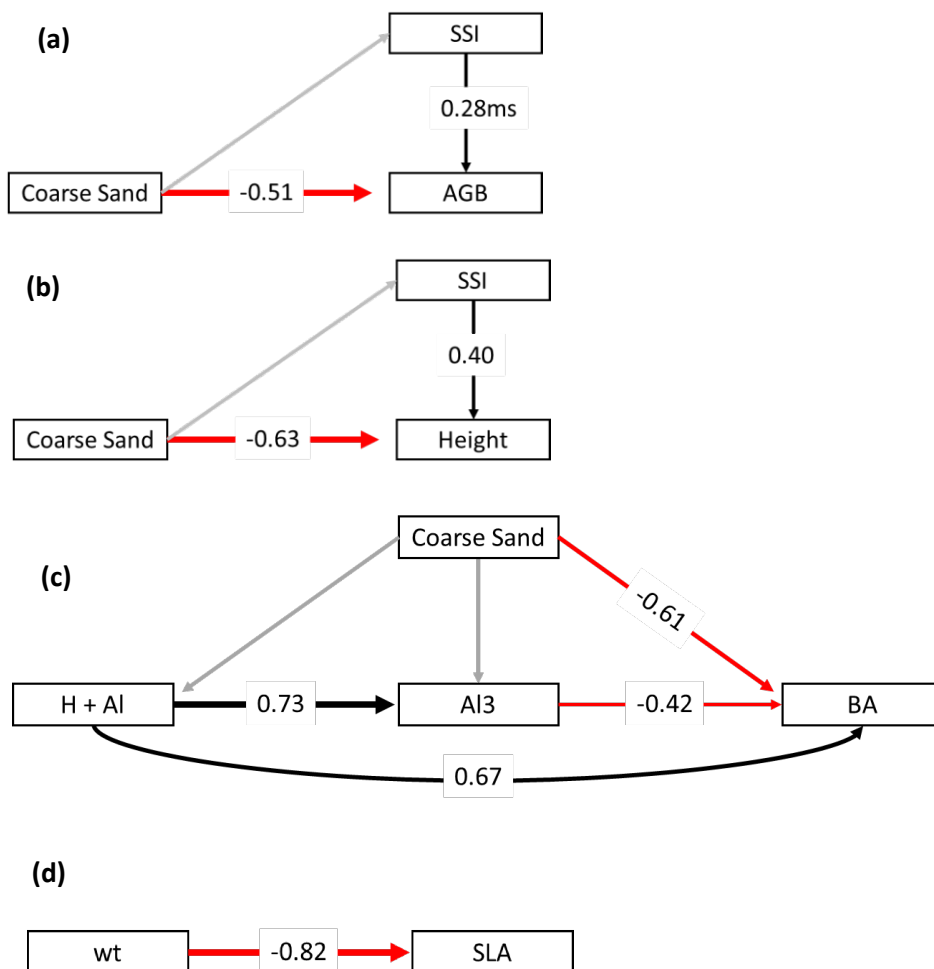 (a)
SSI
0.28ms
Coarse Sand
-0.51
AGB
(b)
SSI
0.40
Coarse Sand
-0.63
Height
Coarse Sand
(c)
-0.61
H + Al
0.73
Al3
-0.42
BA
0.67
(d)
wt
-0.82
SLA